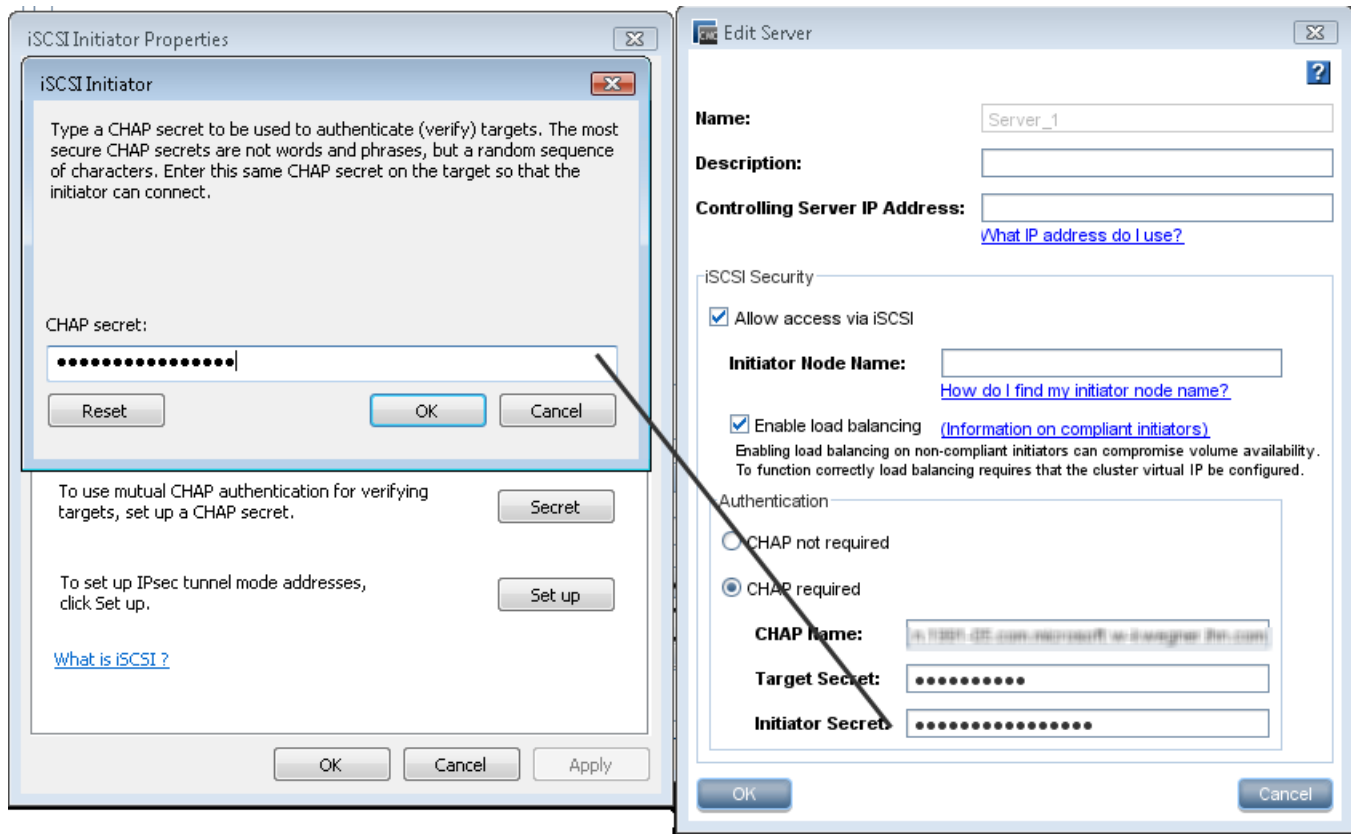 iSCSI Initiator Properties
iSCSI Initiator
Type a CHAP secret to be used to authenticate (verify) targets. The most
secure CHAP secrets are not words and phrases, but a random sequence
of characters. Enter this same CHAP secret on the target so that the
initiator can connect.
CHAP secret:
●●●●●●●●●●●●●●●●
Reset
OK
Cancel
To use mutual CHAP authentication for verifying
targets, set up a CHAP secret.
Secret
To set up IPsec tunnel mode addresses,
click Set up.
Set up
What is iSCSI ?
OK
Cancel
Apply
CMC
Edit Server
?
Name:
Server_1
Description:
Controlling Server IP Address:
What IP address do I use?
iSCSI Security
Allow access via iSCSI
Initiator Node Name:
How do I find my initiator node name?
Enable load balancing (Information on compliant initiators)
Enabling load balancing on non-compliant initiators can compromise volume availability.
To function correctly load balancing requires that the cluster virtual IP be configured.
Authentication
CHAP not required
CHAP required
CHAP Name:
Target Secret: ●●●●●●●●●●
Initiator Secret: ●●●●●●●●●●●●●●●●
OK
Cancel